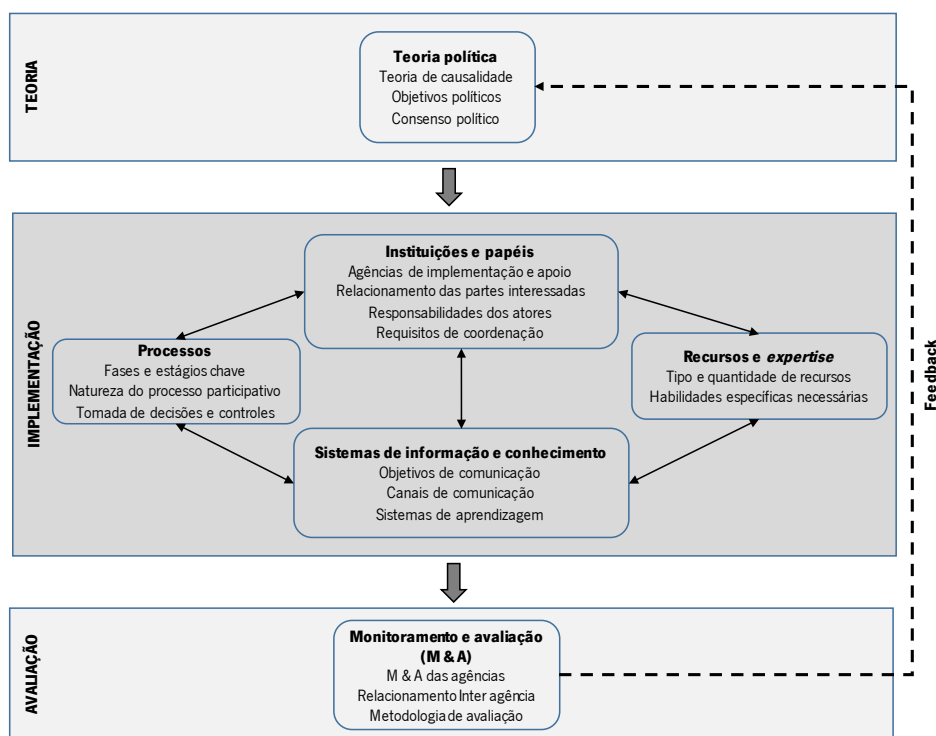 TEORIA
Teoria política
Teoria de causalidade
Objetivos políticos
Consenso político
IMPLEMENTAÇÃO
Instituições e papéis
Agências de implementação e apoio
Relacionamento das partes interessadas
Responsabilidades dos atores
Requisitos de coordenação
Processos
Fases e estágios chave
Natureza do processo participativo
Tomada de decisões e controles
Recursos e expertise
Tipo e quantidade de recursos
Habilidades específicas necessárias
Sistemas de informação e conhecimento
Objetivos de comunicação
Canais de comunicação
Sistemas de aprendizagem
Feedback
AVALIAÇÃO
Monitoramento e avaliação
(M & A)
M & A das agências
Relacionamento Inter agência
Metodologia de avaliação